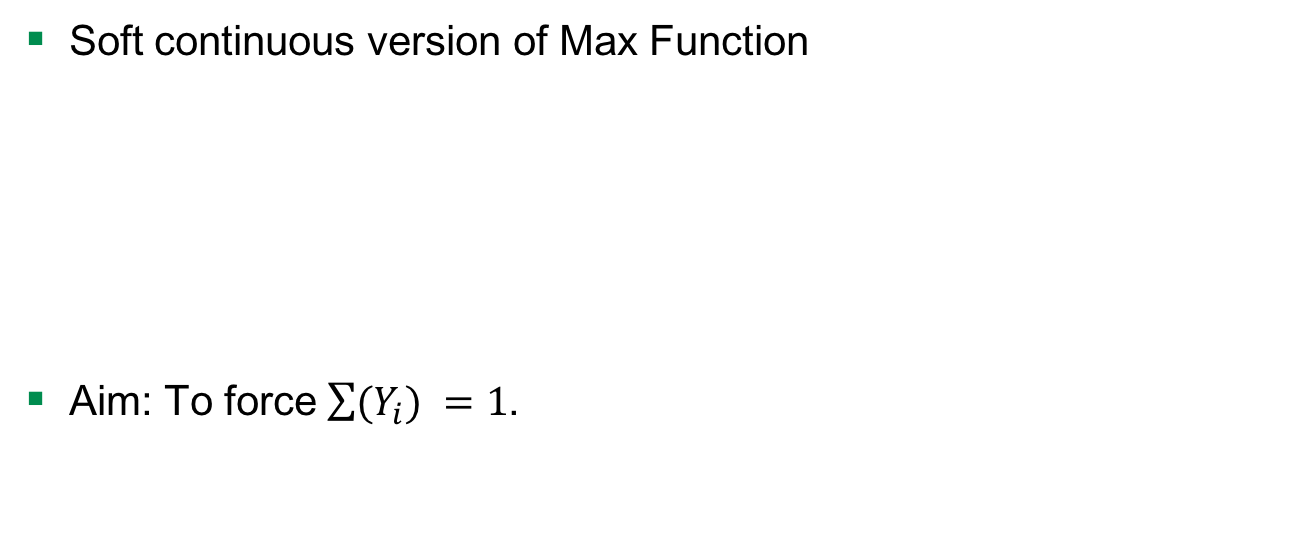 ▪ Soft continuous version of Max Function
▪ Aim: To force ∑(Yᵢ) = 1.